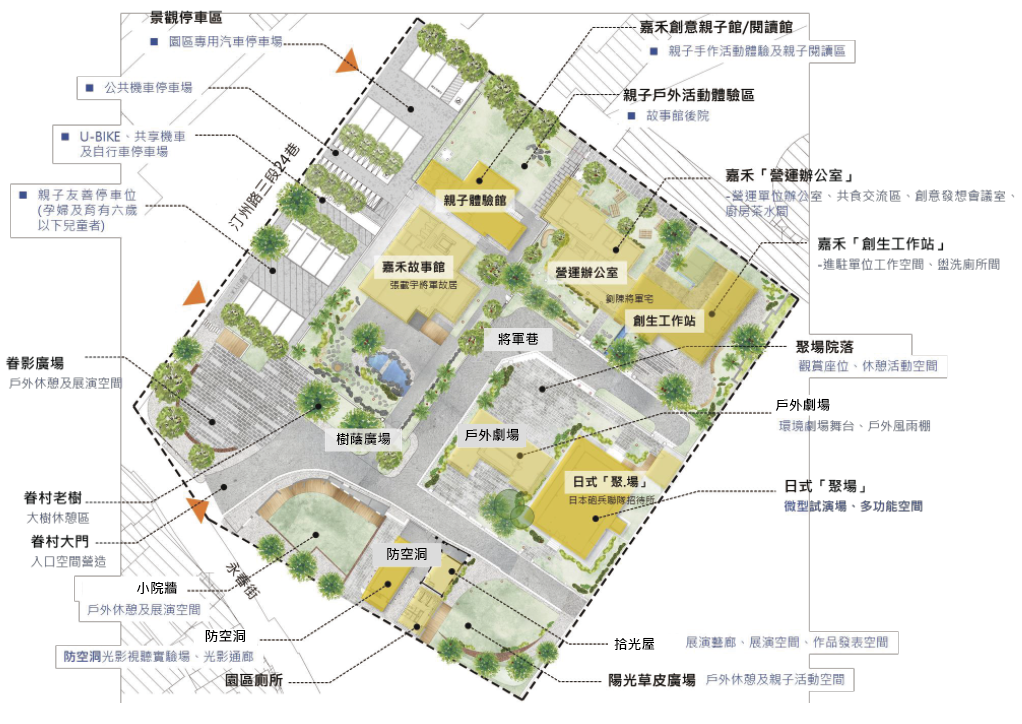 景觀停車區
■ 園區專用汽車停車場
■ 公共機車停車場
■ U-BIKE、共享機車
及自行車停車場
■ 親子友善停車位
(孕婦及育有六歲
以下兒童者)
汀州路三段24巷
嘉禾創意親子館/閱讀館
■ 親子手作活動體驗及親子閱讀區
親子戶外活動體驗區
■ 故事館後院
嘉禾「營運辦公室」
-營運單位辦公室、共食交流區、創意發想會議室、
廚房茶水間
嘉禾「創生工作站」
-進駐單位工作空間、盥洗廁所間
親子體驗館
嘉禾故事館
張載宇將軍故居
營運辦公室
劉陳將軍宅
創生工作站
將軍巷
聚場院落
觀賞座位、休憩活動空間
眷影廣場
戶外休憩及展演空間
戶外劇場
環境劇場舞台、戶外風雨棚
樹蔭廣場
戶外劇場
日式「聚.場」
日本砲兵聯隊招待所
日式「聚場」
微型試演場、多功能空間
眷村老樹
大樹休憩區
眷村大門
入口空間營造
防空洞
永春街
小院牆
戶外休憩及展演空間
防空洞
防空洞光影視聽實驗場、光影通廊
園區廁所
拾光屋
展演藝廊、展演空間、作品發表空間
陽光草皮廣場
戶外休憩及親子活動空間